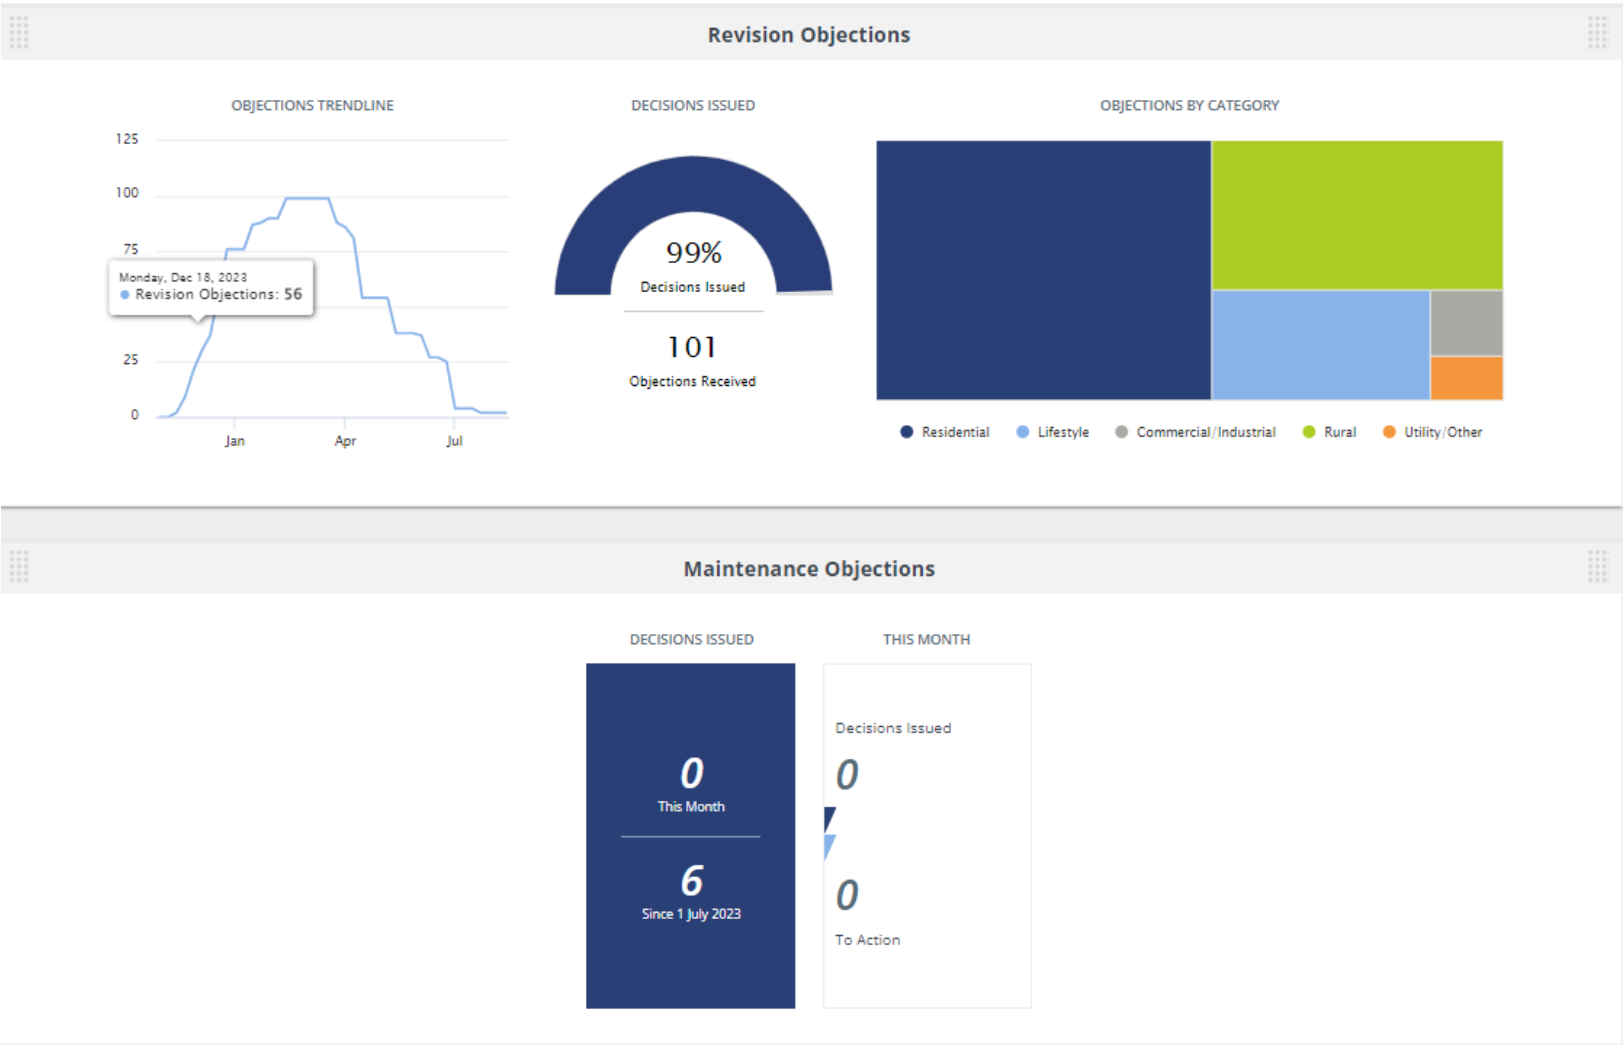 Revision Objections
OBJECTIONS TRENDLINE
125
100
75
25
0
Jan
Apr
Jul
Monday, Dec 18, 2023
Revision Objections: 56
DECISIONS ISSUED
99%
Decisions Issued
101
Objections Received
OBJECTIONS BY CATEGORY
Residential
Lifestyle
Commercial/Industrial
Rural
Utility/Other
Maintenance Objections
DECISIONS ISSUED
0
This Month
6
Since 1 July 2023
THIS MONTH
Decisions Issued
0
0
To Action